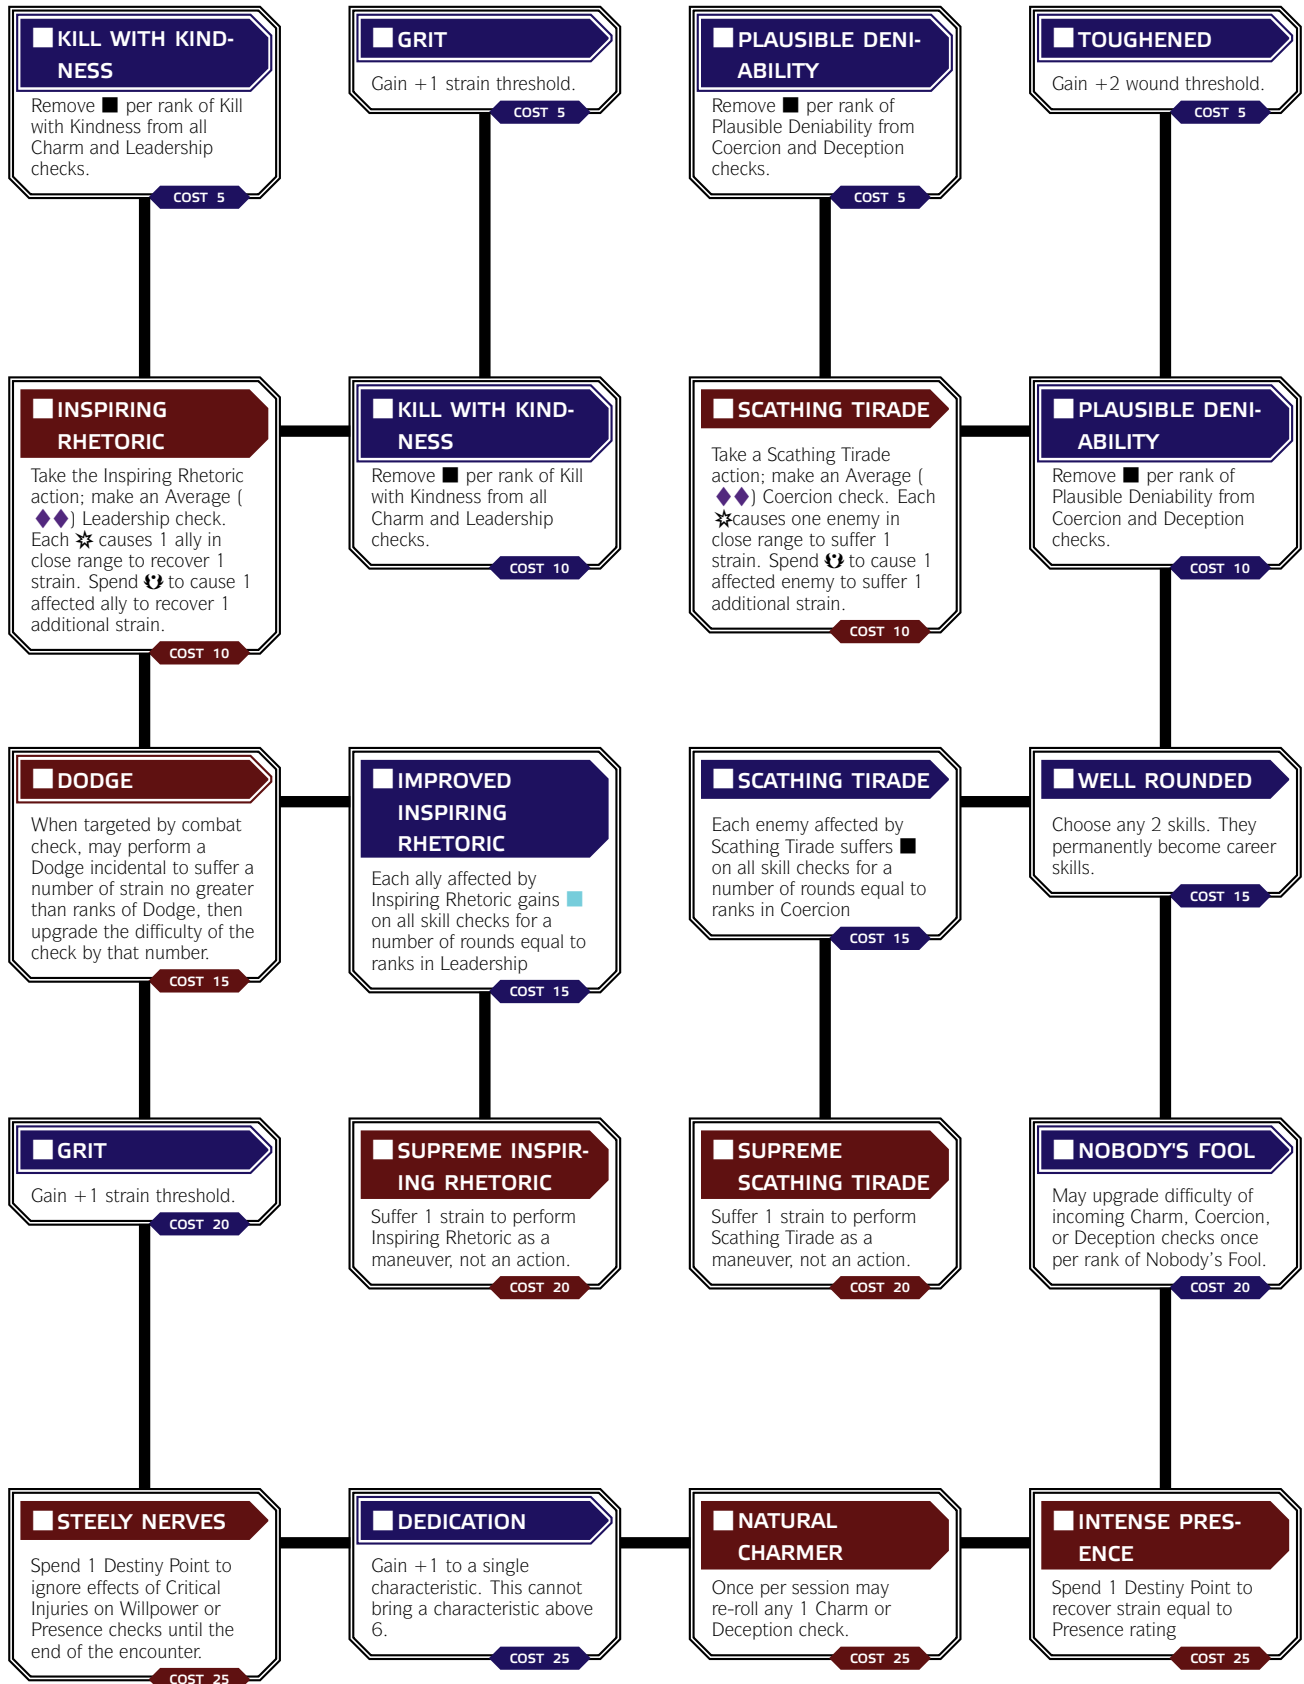 KILL WITH KIND-
NESS
Remove ■ per rank of Kill
with Kindness from all
Charm and Leadership
checks.
COST 5
GRIT
Gain +1 strain threshold.
COST 5
PLAUSIBLE DENI-
ABILITY
Remove ■ per rank of
Plausible Deniability from
Coercion and Deception
checks.
COST 5
TOUGHENED
Gain +2 wound threshold.
COST 5
INSPIRING
RHETORIC
Take the Inspiring Rhetoric
action; make an Average (
◆◆) Leadership check.
Each causes 1 ally in
close range to recover 1
strain. Spend to cause 1
affected ally to recover 1
additional strain.
COST 10
KILL WITH KIND-
NESS
Remove ■ per rank of Kill
with Kindness from all
Charm and Leadership
checks.
COST 10
SCATHING TIRADE
Take a Scathing Tirade
action; make an Average (
◆◆) Coercion check. Each
causes one enemy in
close range to suffer 1
strain. Spend to cause 1
affected enemy to suffer 1
additional strain.
COST 10
PLAUSIBLE DENI-
ABILITY
Remove ■ per rank of
Plausible Deniability from
Coercion and Deception
checks.
COST 10
DODGE
When targeted by combat
check, may perform a
Dodge incidental to suffer a
number of strain no greater
than ranks of Dodge, then
upgrade the difficulty of the
check by that number.
COST 15
IMPROVED
INSPIRING
RHETORIC
Each ally affected by
Inspiring Rhetoric gains ■
on all skill checks for a
number of rounds equal to
ranks in Leadership
COST 15
SCATHING TIRADE
Each enemy affected by
Scathing Tirade suffers ■
on all skill checks for a
number of rounds equal to
ranks in Coercion
COST 15
WELL ROUNDED
Choose any 2 skills. They
permanently become career
skills.
COST 15
GRIT
Gain +1 strain threshold.
COST 20
SUPREME INSPIR-
ING RHETORIC
Suffer 1 strain to perform
Inspiring Rhetoric as a
maneuver, not an action.
COST 20
SUPREME
SCATHING TIRADE
Suffer 1 strain to perform
Scathing Tirade as a
maneuver, not an action.
COST 20
NOBODY'S FOOL
May upgrade difficulty of
incoming Charm, Coercion,
or Deception checks once
per rank of Nobody's Fool.
COST 20
STEELY NERVES
Spend 1 Destiny Point to
ignore effects of Critical
Injuries on Willpower or
Presence checks until the
end of the encounter.
COST 25
DEDICATION
Gain +1 to a single
characteristic. This cannot
bring a characteristic above
6.
COST 25
NATURAL
CHARMER
Once per session may
re-roll any 1 Charm or
Deception check.
COST 25
INTENSE PRES-
ENCE
Spend 1 Destiny Point to
recover strain equal to
Presence rating
COST 25